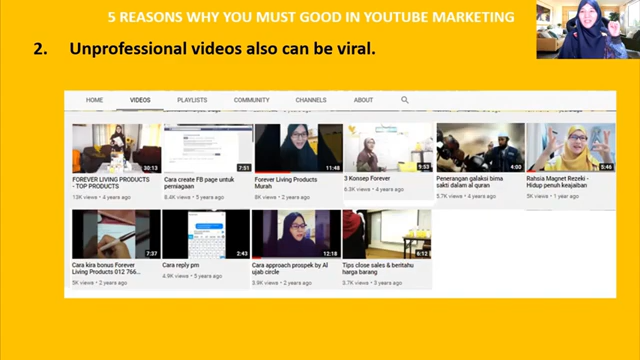 5 REASONS WHY YOU MUST GOOD IN YOUTUBE MARKETING
2. Unprofessional videos also can be viral.
HOME VIDEOS PLAYLISTS COMMUNITY CHANNELS ABOUT
30:13
7:51
11:48
5:53
4:00
5:46
FOREVER LIVING PRODUCTS
- TOP PRODUCTS
13K views • 4 years ago
Cara create FB page untuk
perniagaan
8.4K views • 5 years ago
Forever Living Products
Murah
8K views • 2 years ago
3 Konsep Forever
6.3K views • 4 years ago
Penerangan galaksi bima
sakti dalam al quran
5.7K views • 4 years ago
Rahsia Magnet Rezeki -
Hidup penuh keajaiban
5K views • 1 year ago
7:37
2:43
12:18
6:12
Cara kira bonus Forever
Living Products 012 766...
5K views • 2 years ago
Cara reply pm
4.9K views • 5 years ago
Cara approach prospek by Al
ujab circle
3.9K views • 2 years ago
Tips close sales & beritahu
harga barang
3.7K views • 3 years ago